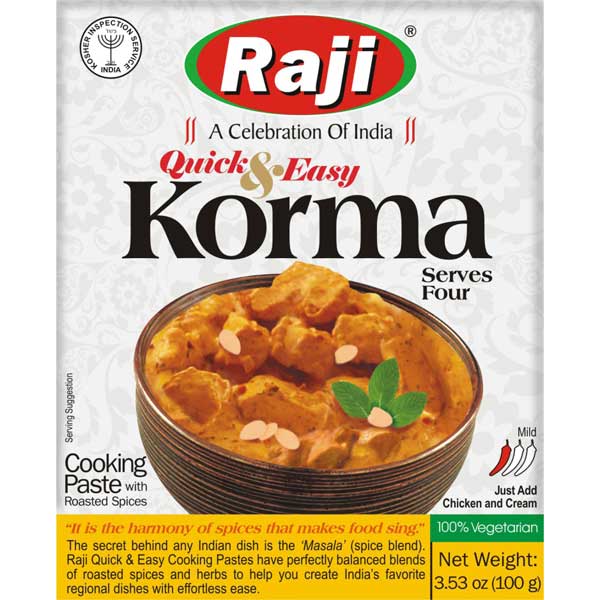 KOSHER INSPECTION SERVICE
INDIA
Raji®
A Celebration Of India
Quick & Easy
Korma
Serves
Four
Serving Suggestion
Cooking
Paste with
Roasted Spices
Mild
Just Add
Chicken and Cream
"It is the harmony of spices that makes food sing."
The secret behind any Indian dish is the 'Masala' (spice blend).
Raji Quick & Easy Cooking Pastes have perfectly balanced blends
of roasted spices and herbs to help you create India's favorite
regional dishes with effortless ease.
100% Vegetarian
Net Weight:
3.53 oz (100 g)